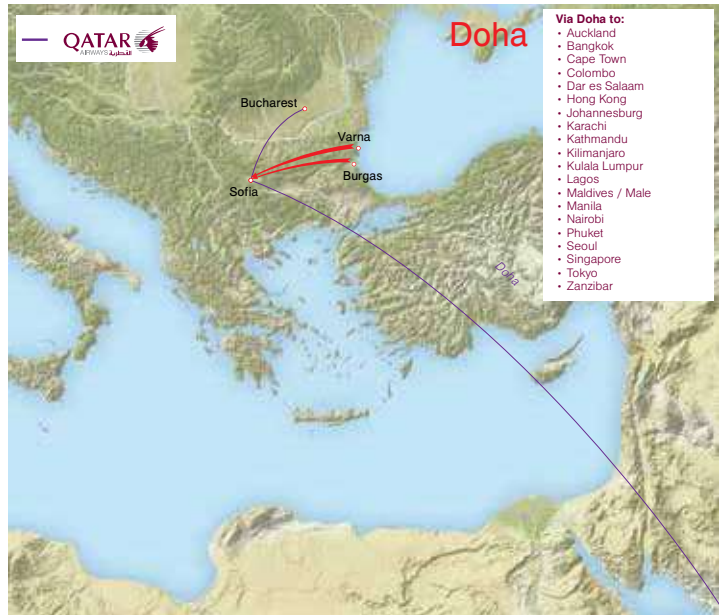 QATAR
AIRWAYS القطرية
Doha
Via Doha to:
• Auckland
• Bangkok
• Cape Town
• Colombo
• Dar es Salaam
• Hong Kong
• Johannesburg
• Karachi
• Kathmandu
• Kilimanjaro
• Kulala Lumpur
• Lagos
• Maldives / Male
• Manila
• Nairobi
• Phuket
• Seoul
• Singapore
• Tokyo
• Zanzibar
Bucharest
Varna
Burgas
Sofia
Doha